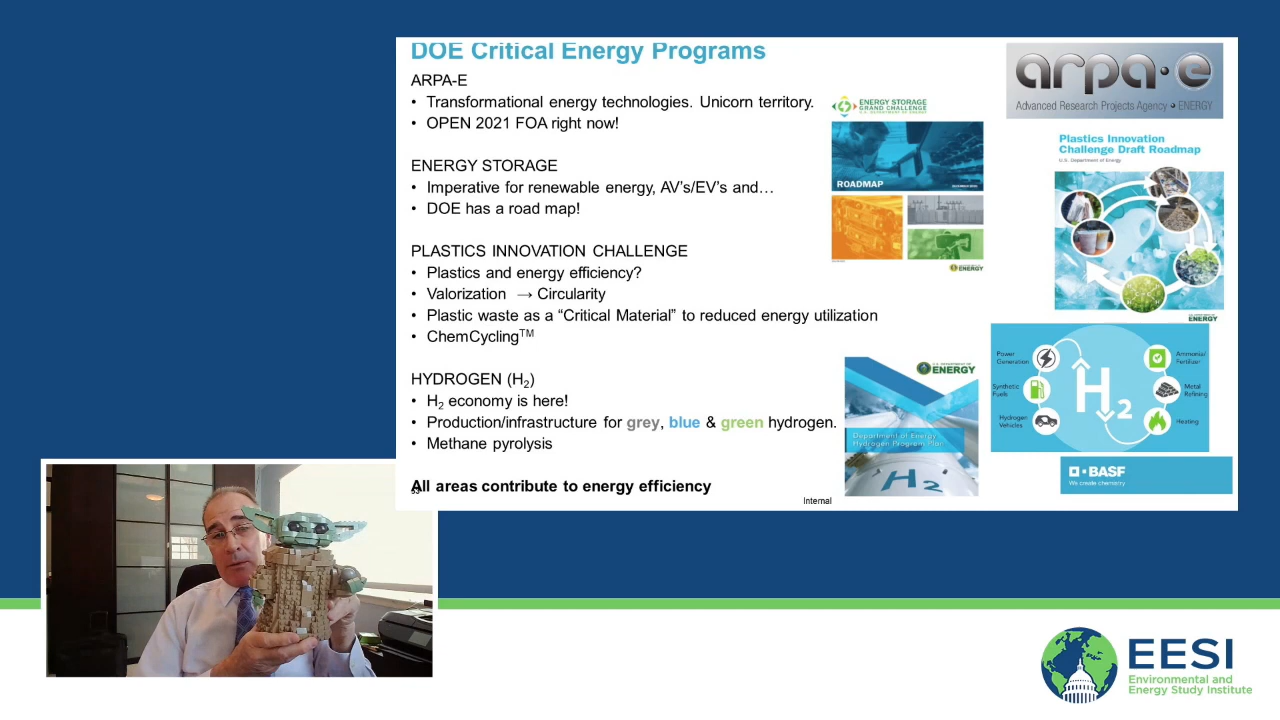 DOE Critical Energy Programs
ARPA-E
• Transformational energy technologies. Unicorn territory.
• OPEN 2021 FOA right now!
ENERGY STORAGE
• Imperative for renewable energy, AV's/EV's and…
• DOE has a road map!
PLASTICS INNOVATION CHALLENGE
• Plastics and energy efficiency?
• Valorization → Circularity
• Plastic waste as a “Critical Material” to reduced energy utilization
• ChemCycling™
HYDROGEN (H₂)
• H₂ economy is here!
• Production/infrastructure for grey, blue & green hydrogen.
• Methane pyrolysis
All areas contribute to energy efficiency
Internal
ENERGY STORAGE
GRAND CHALLENGE
U.S. DEPARTMENT OF ENERGY
ROADMAP
ENERGY
arpa·e
Advanced Research Projects Agency • ENERGY
Plastics Innovation
Challenge Draft Roadmap
U.S. Department of Energy
ENERGY
ENERGY
Department of Energy
Hydrogen Program Plan
H₂
Power
Generation
Synthetic
Fuels
Hydrogen
Vehicles
H₂
Ammonia/
Fertilizer
Metal
Refining
Heating
BASF
We create chemistry
EESI
Environmental and
Energy Study Institute